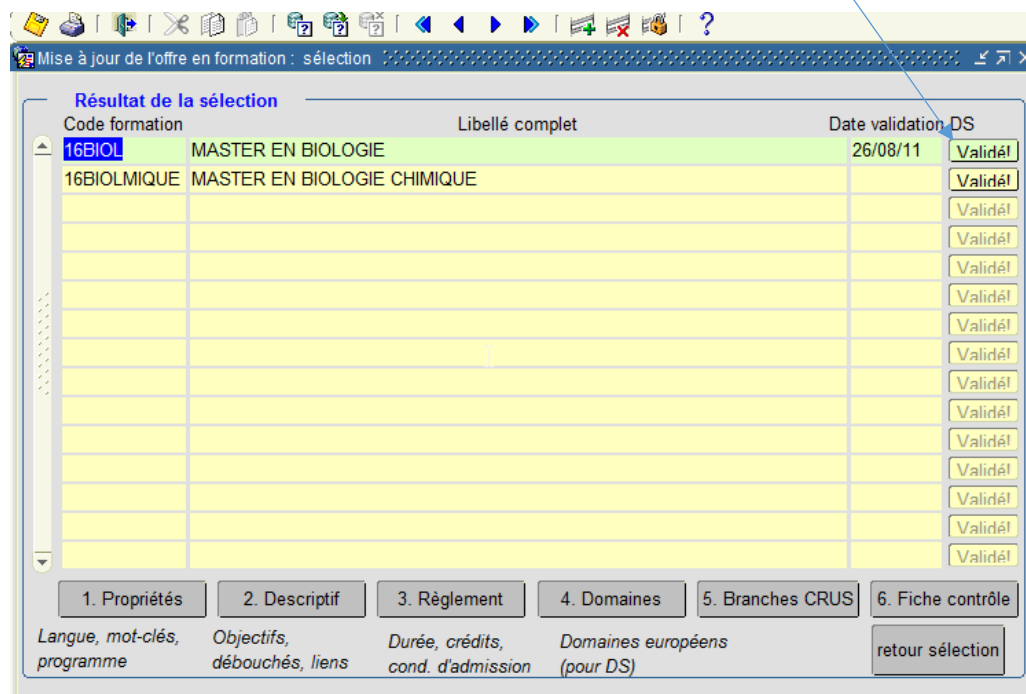 Mise à jour de l'offre en formation : sélection
Résultat de la sélection
Code formation Libellé complet Date validation DS
16BIOL MASTER EN BIOLOGIE 26/08/11 Validé!
16BIOLMIQUE MASTER EN BIOLOGIE CHIMIQUE Validé!
Validé!
Validé!
Validé!
Validé!
Validé!
Validé!
Validé!
Validé!
Validé!
Validé!
Validé!
Validé!
Validé!
1. Propriétés 2. Descriptif 3. Règlement 4. Domaines 5. Branches CRUS 6. Fiche contrôle
Langue, mot-clés, Objectifs, Durée, crédits, Domaines européens
programme débouchés, liens cond. d'admission (pour DS) retour sélection